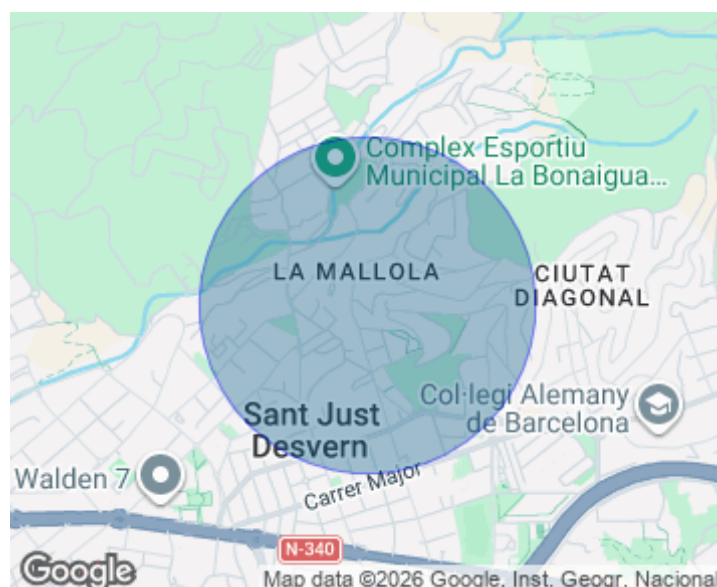 Complex Esportiu
Municipal La Bonaigua...
LA MALLOLA
CIUTAT
DIAGONAL
Col·legi Alemany
de Barcelona
Sant Just
Desvern
Walden 7
Carrer Major
N-340
Google
Map data ©2026 Google, Inst. Geogr. Nacional